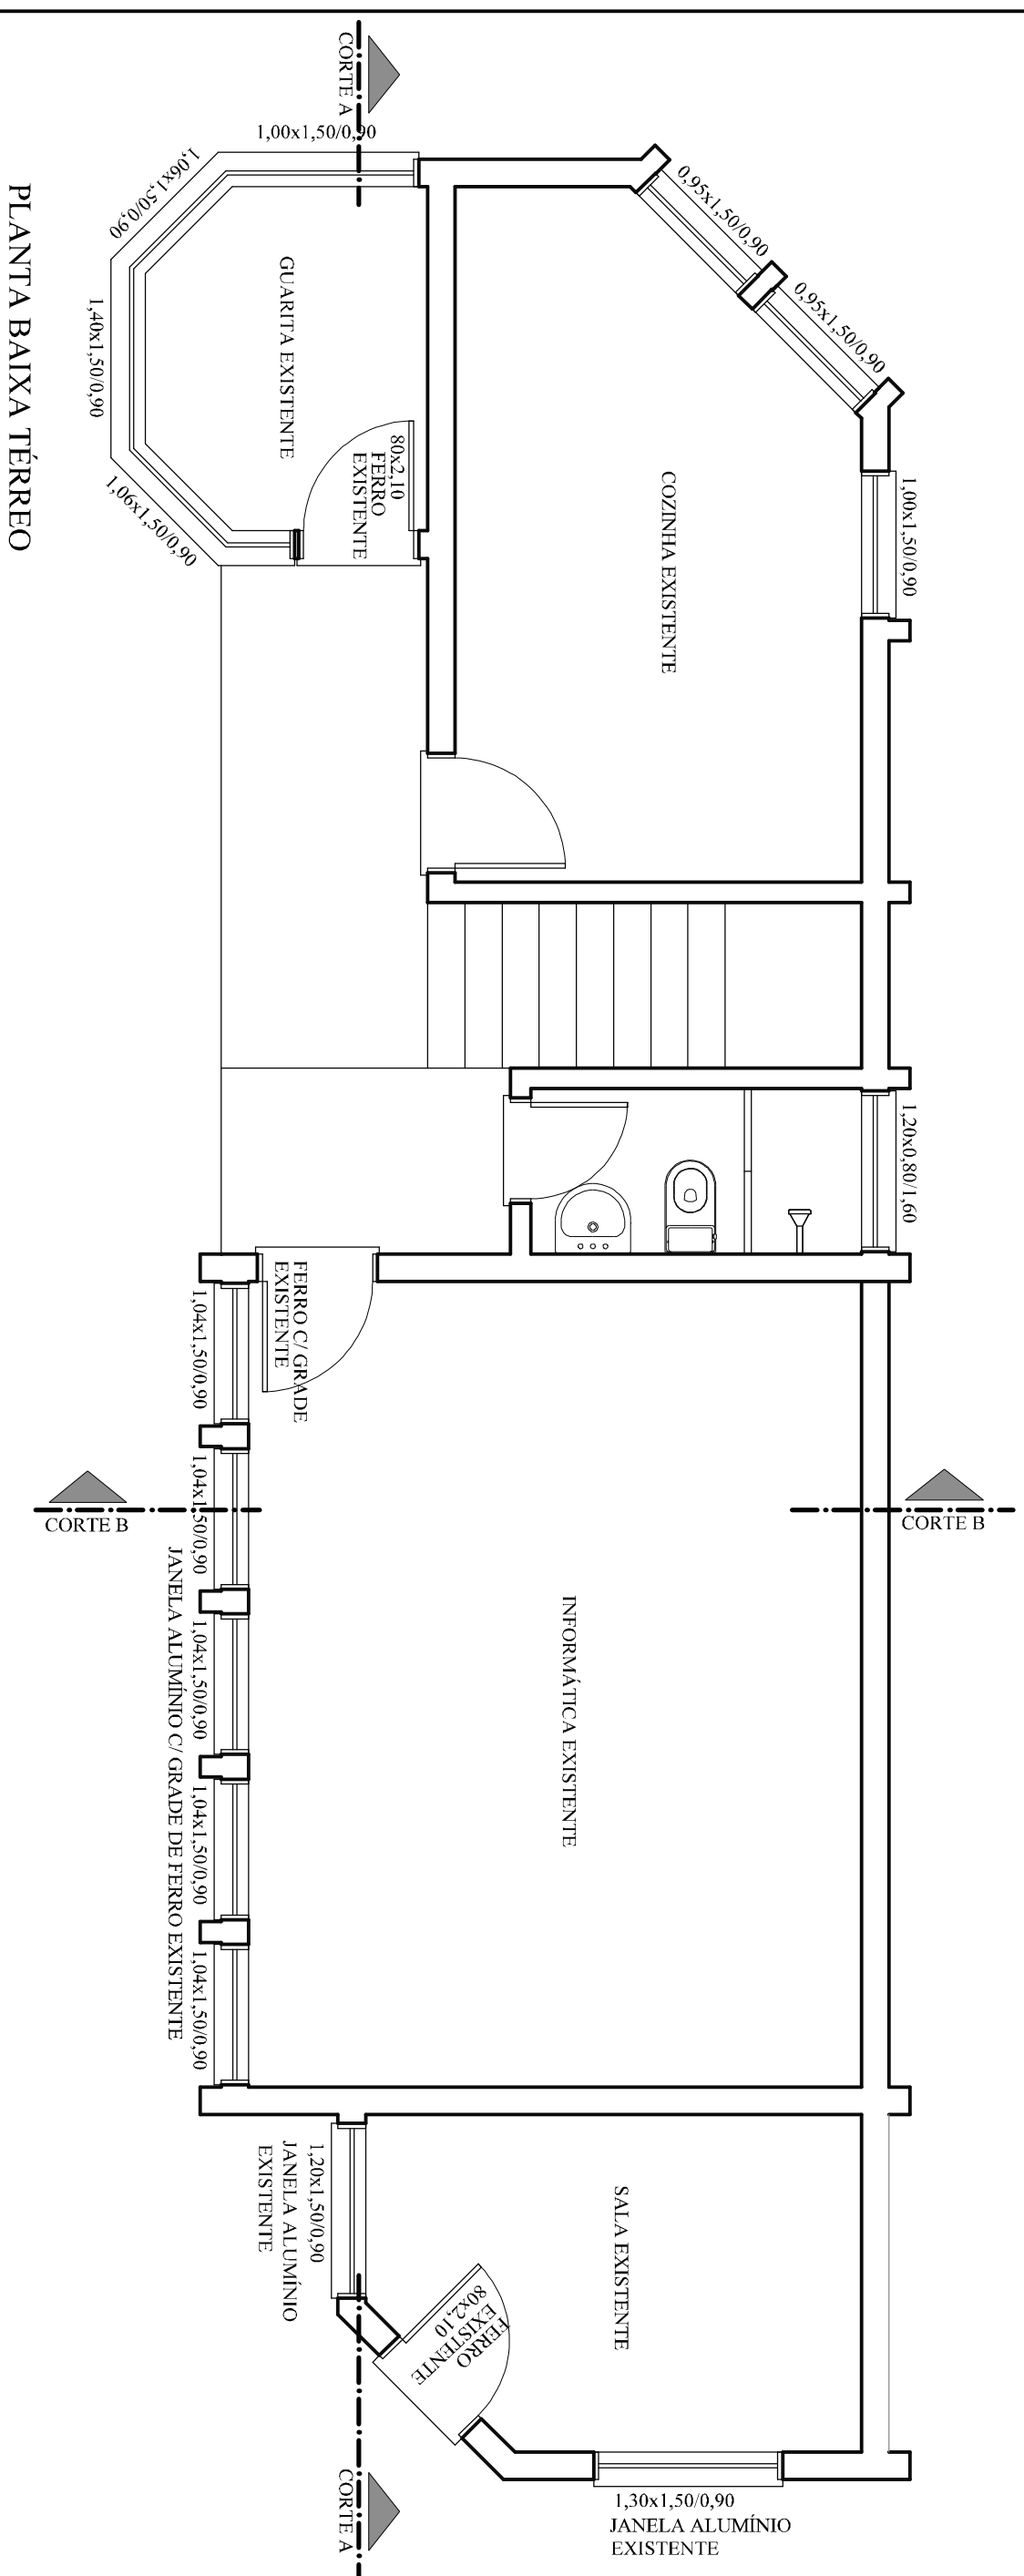 CORTE A
1,00x1,50/0,90
1,06x1,50/0,90
1,40x1,50/0,90
1,06x1,50/0,90
GUARITA EXISTENTE
80x2,10
FERRO
EXISTENTE
0,95x1,50/0,90
0,95x1,50/0,90
1,00x1,50/0,90
COZINHA EXISTENTE
PLANTA BAIXA TÉRREO
1,20x0,80/1,60
FERRO C/ GRADE
EXISTENTE
1,04x1,50/0,90
1,04x1,50/0,90
1,04x1,50/0,90
1,04x1,50/0,90
1,04x1,50/0,90
JANELA ALUMÍNIO C/ GRADE DE FERRO EXISTENTE
CORTE B
CORTE B
INFORMÁTICA EXISTENTE
1,20x1,50/0,90
JANELA ALUMÍNIO
EXISTENTE
SALA EXISTENTE
FERRO
EXISTENTE
80x2,10
CORTE A
1,30x1,50/0,90
JANELA ALUMÍNIO
EXISTENTE